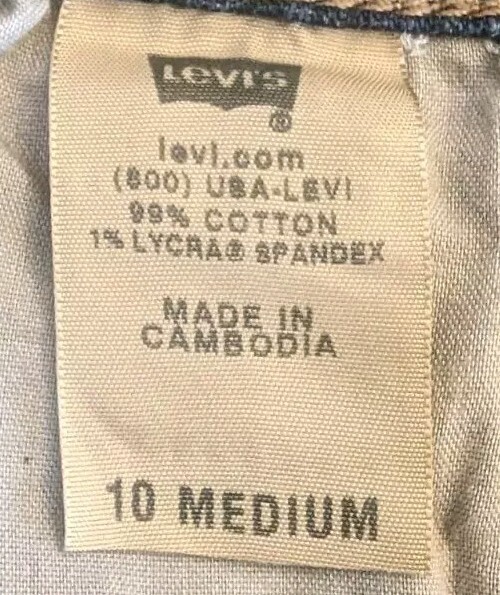 Levi's
®
levi.com
(800) USA-LEVI
99% COTTON
1% LYCRA® SPANDEX
MADE IN
CAMBODIA
10 MEDIUM